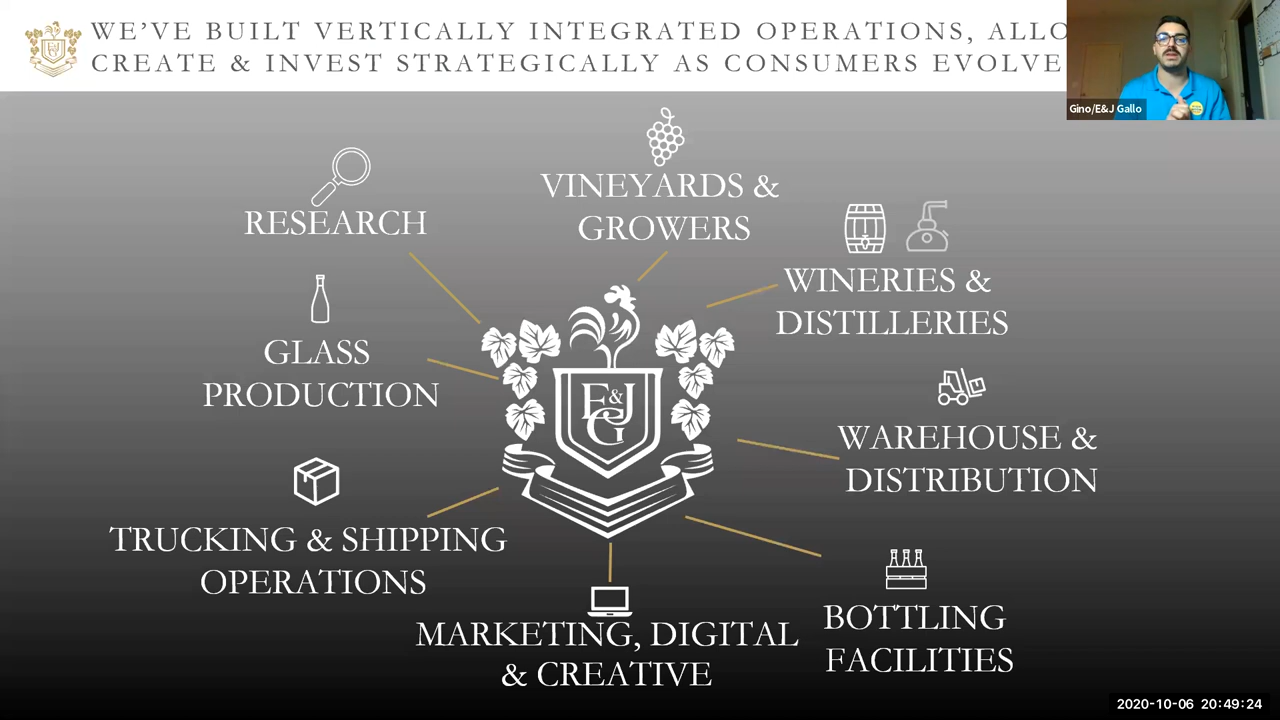 WE'VE BUILT VERTICALLY INTEGRATED OPERATIONS, ALLO
CREATE & INVEST STRATEGICALLY AS CONSUMERS EVOLVE
Gino/E&J Gallo
VINEYARDS &
GROWERS
RESEARCH
WINERIES &
DISTILLERIES
GLASS
PRODUCTION
E&J
G
WAREHOUSE &
DISTRIBUTION
TRUCKING & SHIPPING
OPERATIONS
MARKETING, DIGITAL
& CREATIVE
BOTTLING
FACILITIES
2020-10-06 20:49:24